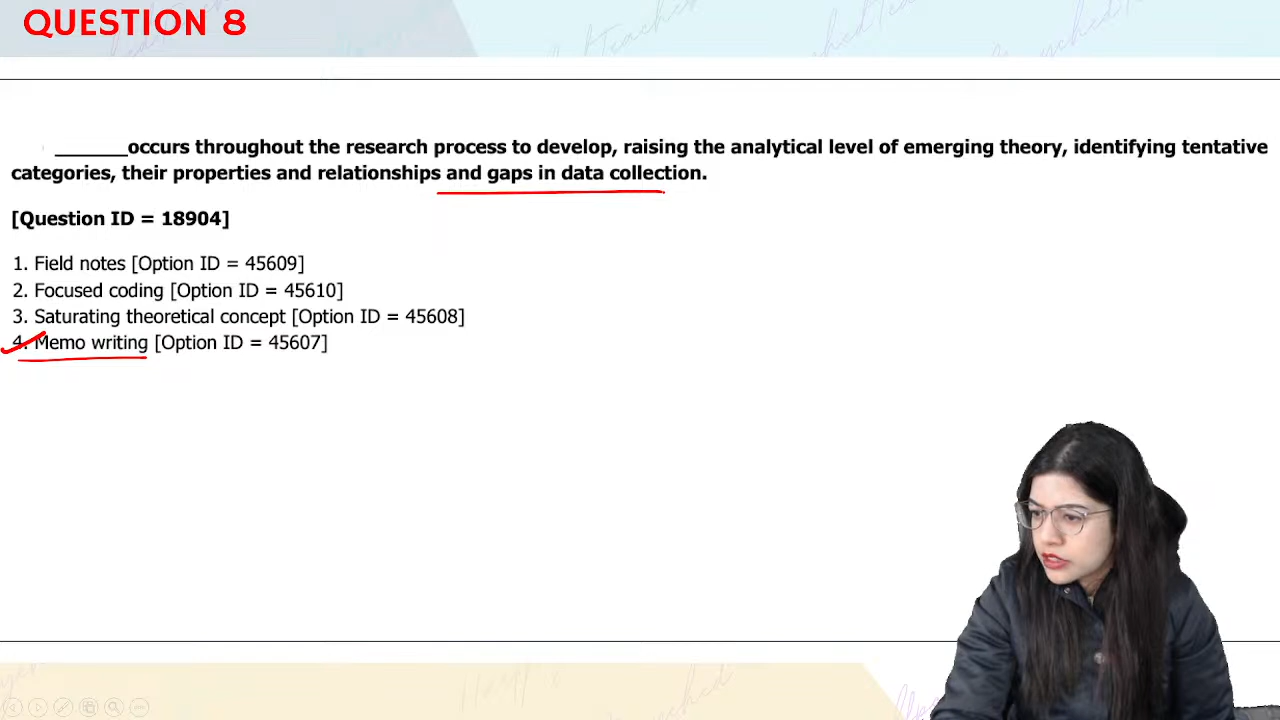 QUESTION 8
______occurs throughout the research process to develop, raising the analytical level of emerging theory, identifying tentative
categories, their properties and relationships and gaps in data collection.
[Question ID = 18904]
1. Field notes [Option ID = 45609]
2. Focused coding [Option ID = 45610]
3. Saturating theoretical concept [Option ID = 45608]
4. Memo writing [Option ID = 45607]